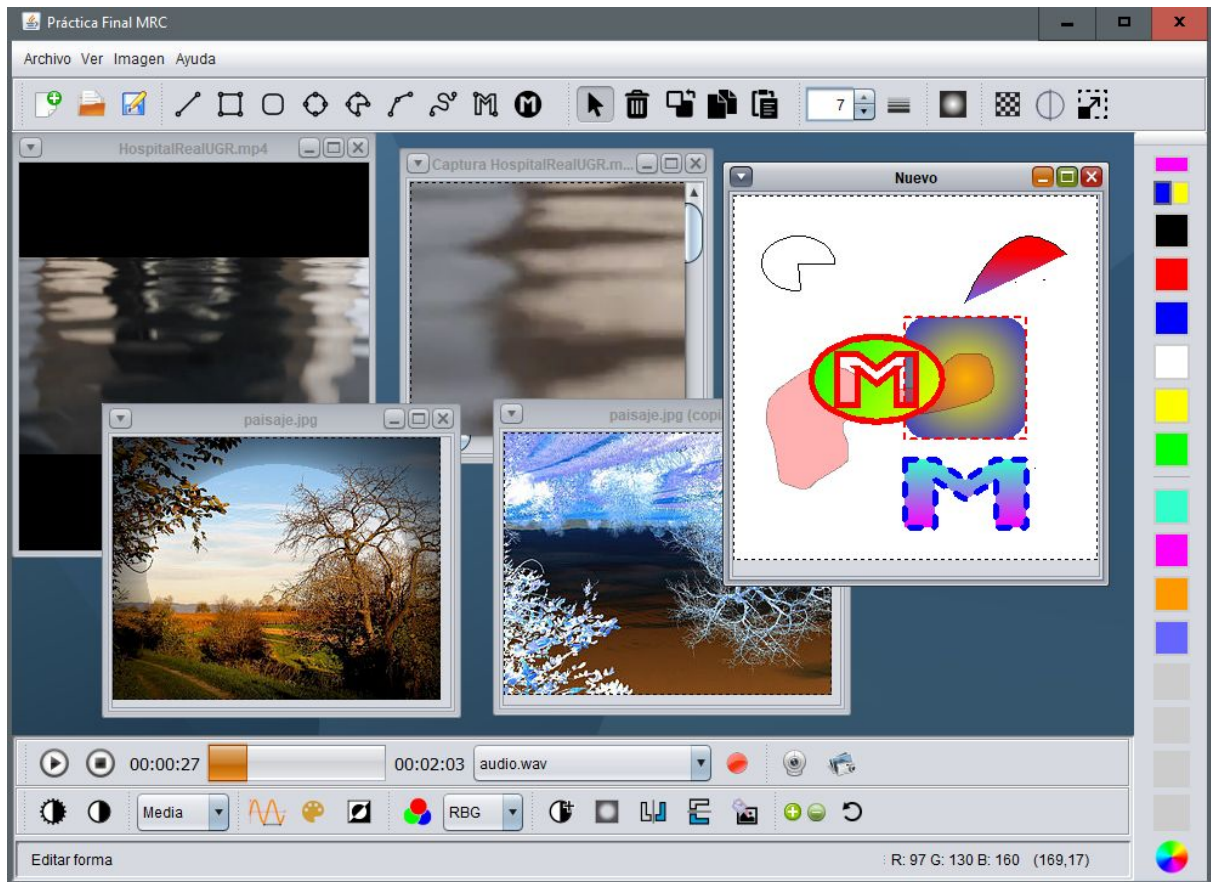 Práctica Final MRC
Archivo Ver Imagen Ayuda
7
HospitalRealUGR.mp4
Captura HospitalRealUGR.m...
Nuevo
M
M
paisaje.jpg
paisaje.jpg (copi
00:00:27
00:02:03
audio.wav
Media
RBG
Editar forma
R: 97 G: 130 B: 160 (169,17)